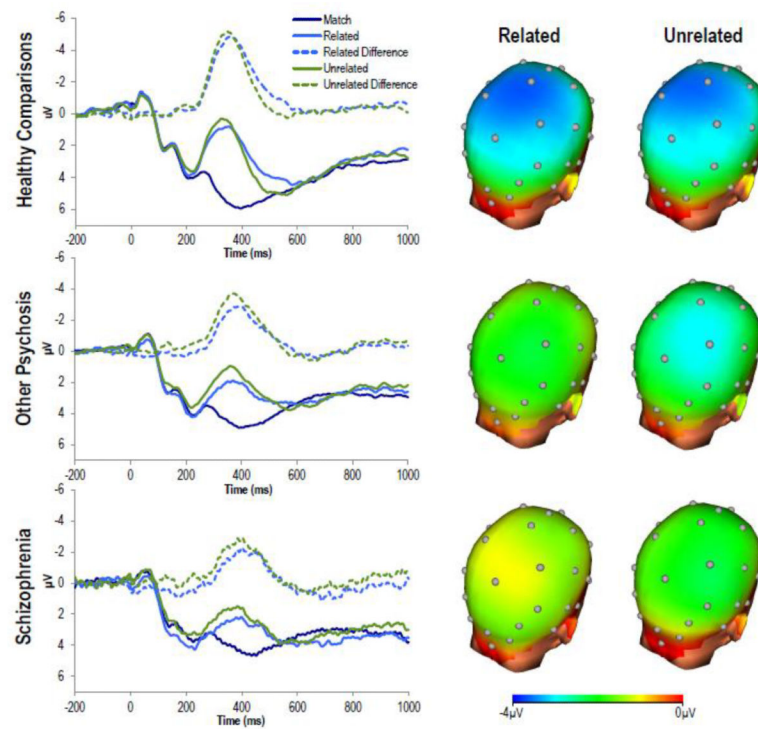 Match
Related
Related Difference
Unrelated
Unrelated Difference
Related
Unrelated
Healthy Comparisons
uV
-6
-4
-2
0
2
4
6
-200
0
200
400
600
800
1000
Time (ms)
Other Psychosis
µV
-6
-4
-2
0
2
4
6
-200
0
200
400
600
800
1000
Time (ms)
Schizophrenia
µV
-6
-4
-2
0
2
4
6
-200
0
200
400
600
800
1000
Time (ms)
-4µV
0µV